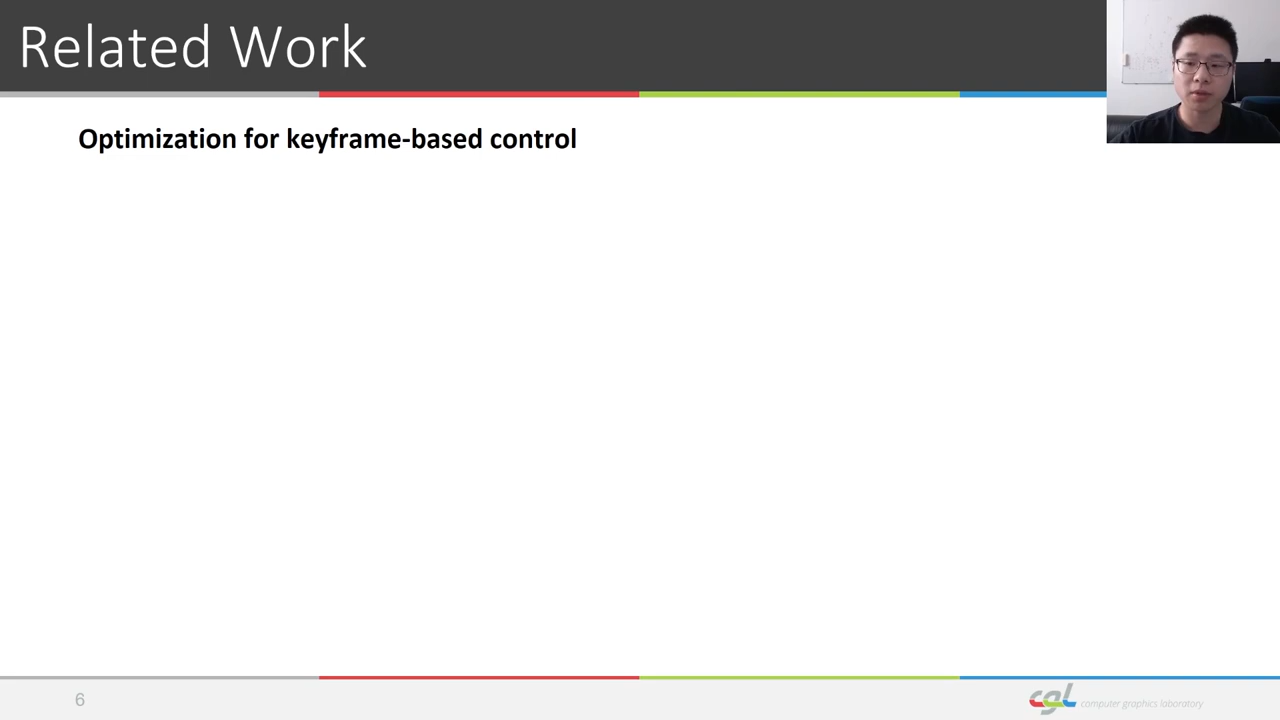 Related Work
Optimization for keyframe-based control
6
cgl computer graphics laboratory